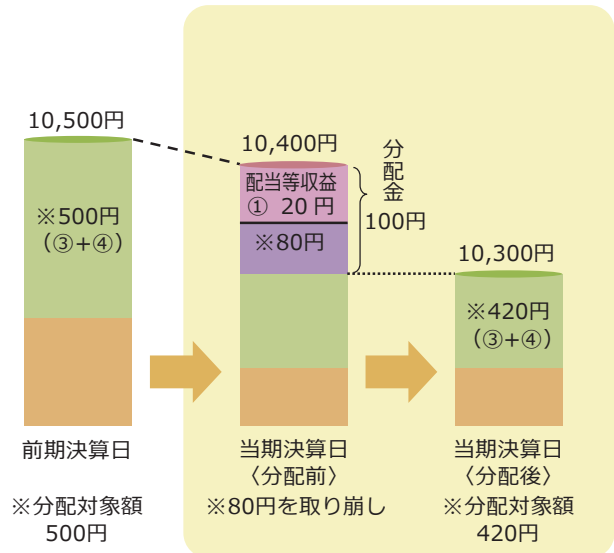 10,500円
※500円
（③+④）
前期決算日
※分配対象額
500円
10,400円
配当等収益
① 20円
※80円
分配金
100円
当期決算日
〈分配前〉
※80円を取り崩し
10,300円
※420円
（③+④）
当期決算日
〈分配後〉
※分配対象額
420円